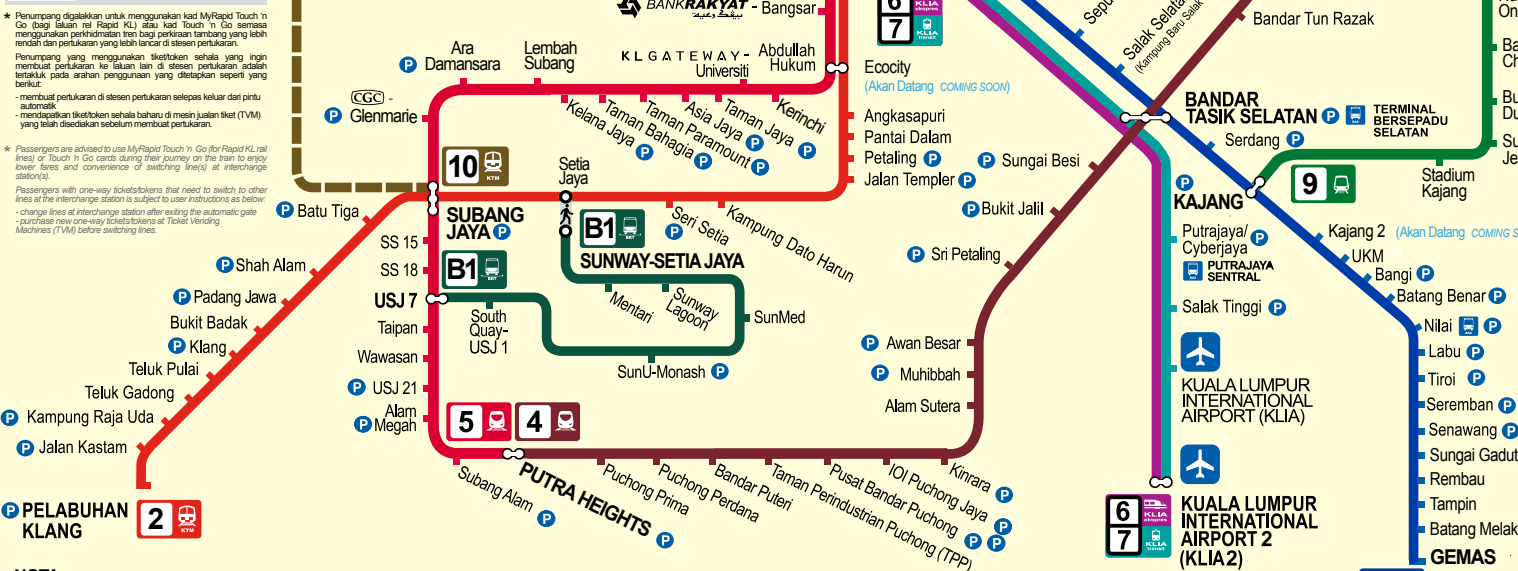 * Penumpang digalakkan untuk menggunakan kad MyRapid Touch 'n
Go (bagi laluan rel Rapid KL) atau kad Touch 'n Go semasa
menggunakan perkhidmatan tren bagi perkiraan tambang yang lebih
rendah dan pertukaran yang lebih lancar di stesen pertukaran.
Penumpang yang menggunakan tiket/token sehala yang ingin
membuat pertukaran ke laluan lain di stesen pertukaran adalah
tertakluk pada arahan penggunaan yang ditetapkan seperti yang
berikut:
- membuat pertukaran di stesen pertukaran selepas keluar dari pintu
automatik
- mendapatkan tiket/token sehala baharu di mesin jualan tiket (TVM)
yang telah disediakan sebelum membuat pertukaran.
* Passengers are advised to use MyRapid Touch 'n Go (for Rapid KL rail
lines) or Touch 'n Go cards during their journey on the train to enjoy
lower fares and convenience of switching line(s) at interchange
station(s).
Passengers with one-way tickets/tokens that need to switch to other
lines at the interchange station is subject to user instructions as below:
- change lines at interchange station after exiting the automatic gate
- purchase new one-way tickets/tokens at Ticket Vending
Machines (TVM) before switching lines.
BANKRAKYAT - Bangsar
KLGATEWAY -
Universiti
Abdullah
Hukum
Ara
Damansara
P
Lembah
Subang
CGC -
Glenmarie
P
Kelana Jaya P
Taman Bahagia P
Taman Paramount P
Asia Jaya P
Taman Jaya P
Kerinchi
Ecocity
(Akan Datang COMING SOON)
Angkasapuri
Pantai Dalam
Petaling P
Jalan Templer P
10
KTM
SUBANG
JAYA P
Setia
Jaya
B1
BRT
SUNWAY-SETIA JAYA
Seri Setia
P
Kampung Dato Harun
Mentari
Sunway
Lagoon
SunMed
SunU-Monash P
South
Quay-
USJ 1
B1
BRT
SS 15
SS 18
USJ 7
Taipan
Wawasan
P USJ 21
Alam
P Megah
5
4
Subang Alam P
PUTRA HEIGHTS P
Puchong Prima
Puchong Perdana
Bandar Puteri
Taman Perindustrian Puchong (TPP)
Pusat Bandar Puchong P
IOI Puchong Jaya P
Kinrara P
P
P Batu Tiga
P Shah Alam
P Padang Jawa
Bukit Badak
P Klang
Teluk Pulai
Teluk Gadong
P Kampung Raja Uda
P Jalan Kastam
P PELABUHAN
KLANG
2
KTM
6
KLIA
ekspres
7
KLIA
transit
Salak Selatan
(Kampung Baru Salak
Bandar Tun Razak
BANDAR
TASIK SELATAN P
TERMINAL
BERSEPADU
SELATAN
P Sungai Besi
P Bukit Jalil
P Sri Petaling
P Awan Besar
P Muhibbah
Alam Sutera
Serdang P
P
KAJANG
9
Stadium
Kajang
Putrajaya/
Cyberjaya P
PUTRAJAYA
SENTRAL
Salak Tinggi P
KUALA LUMPUR
INTERNATIONAL
AIRPORT (KLIA)
6
KLIA
ekspres
7
KLIA
transit
KUALA LUMPUR
INTERNATIONAL
AIRPORT 2
(KLIA2)
Kajang 2 (Akan Datang COMING S
UKM
Bangi P
Batang Benar P
Nilai P
Labu P
Tiroi P
Seremban P
Senawang P
Sungai Gadut
Rembau
Tampin
Batang Melak
GEMAS